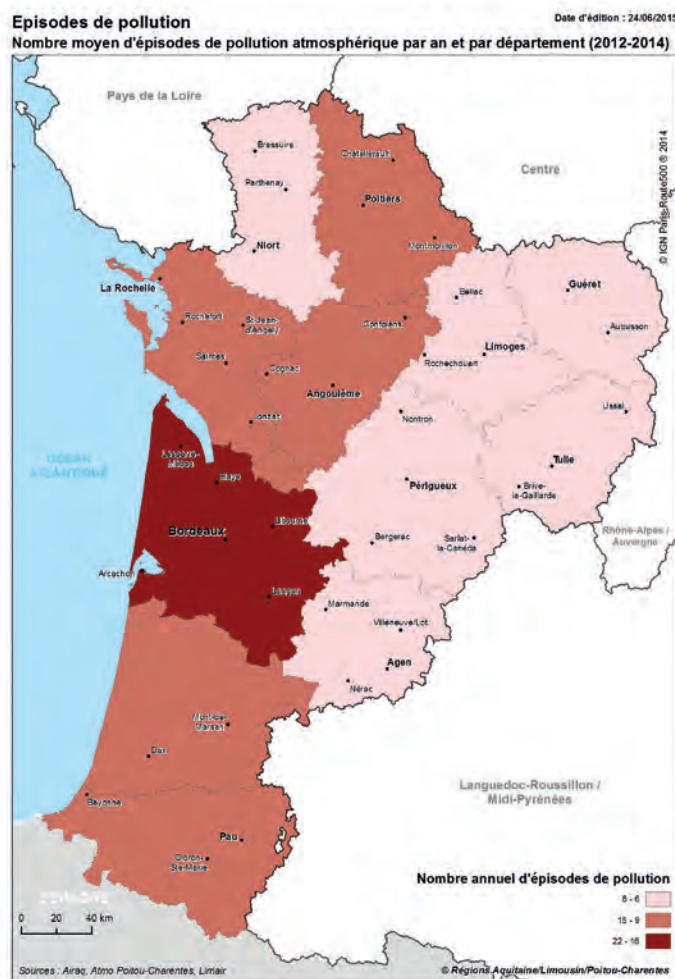 Episodes de pollution
Date d'édition : 24/06/2015
Nombre moyen d'épisodes de pollution atmosphérique par an et par département (2012-2014)
Pays de la Loire
© IGN Paris-Route500 ® 2014
Bressuire
Châtellerault
Centre
Parthenay
Poitiers
Niort
Montmorillon
La Rochelle
Guéret
Bellac
Rochefort
St-Jean-
d'Angely
Confolens
Aubusson
Limoges
Saintes
Rochechouart
Cognac
Angoulême
Jonzac
Nontron
Ussel
OCEAN
ATLANTIQUE
Lesparre-
Médoc
Tulle
Blaye
Périgueux
Brive-
la-Gaillarde
Libourne
Bordeaux
Bergerac
Sarlat-
la-Canéda
Rhône-Alpes /
Auvergne
Arcachon
Langon
Marmande
Villeneuve/Lot
Agen
Nérac
Mont-de-
Marsan
Dax
Languedoc-Roussillon /
Midi-Pyrénées
Bayonne
Pau
Oloron-
Ste-Marie
Nombre annuel d'épisodes de pollution
8 - 6
15 - 9
22 - 16
0 20 40 km
Sources : Airaq, Atmo Poitou-Charentes, Limair
© Régions Aquitaine/Limousin/Poitou-Charentes